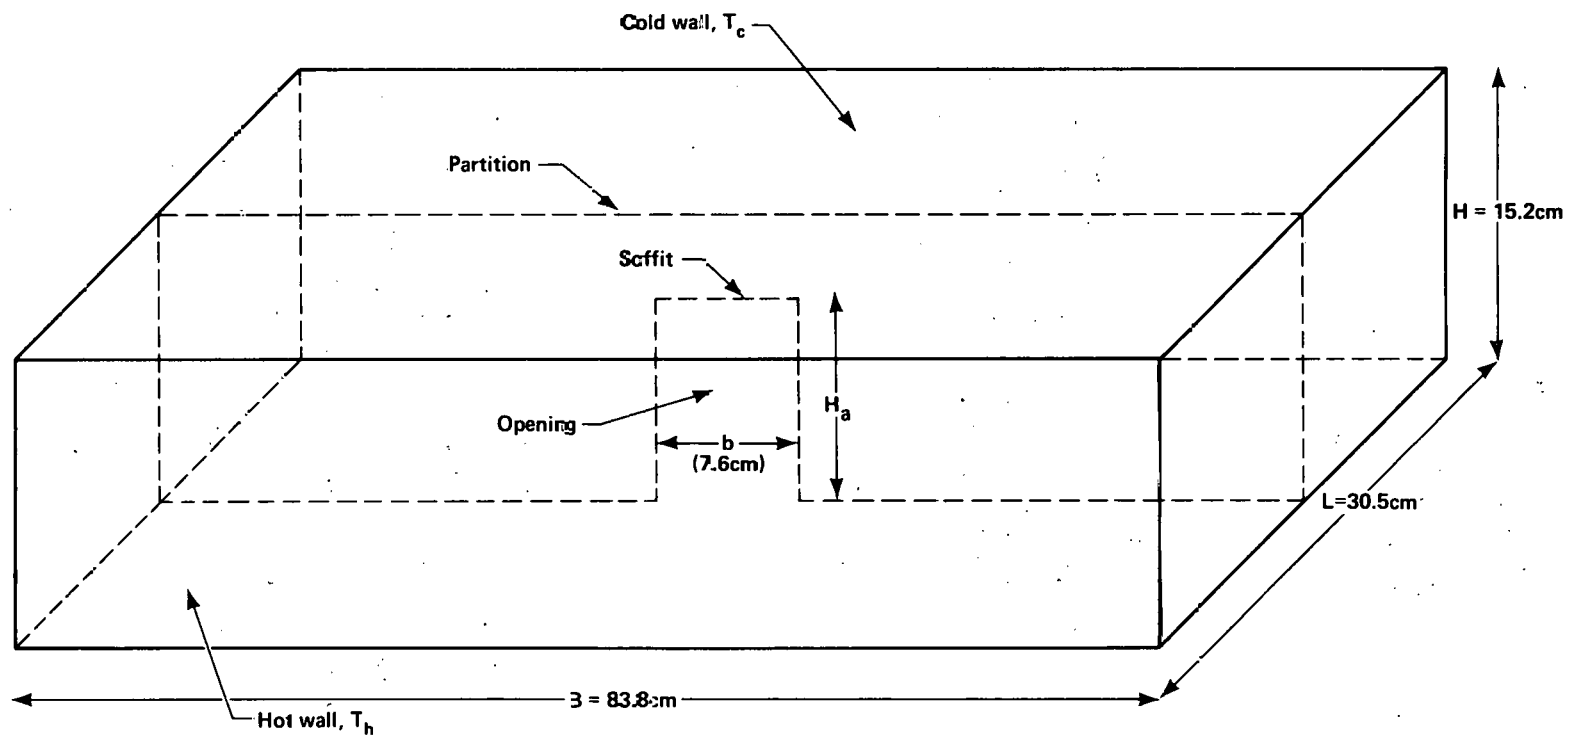 Cold wall, T_c
Partition
Soffit
H = 15.2cm
H_a
Opening
b
(7.6cm)
L=30.5cm
B = 83.8cm
Hot wall, T_h